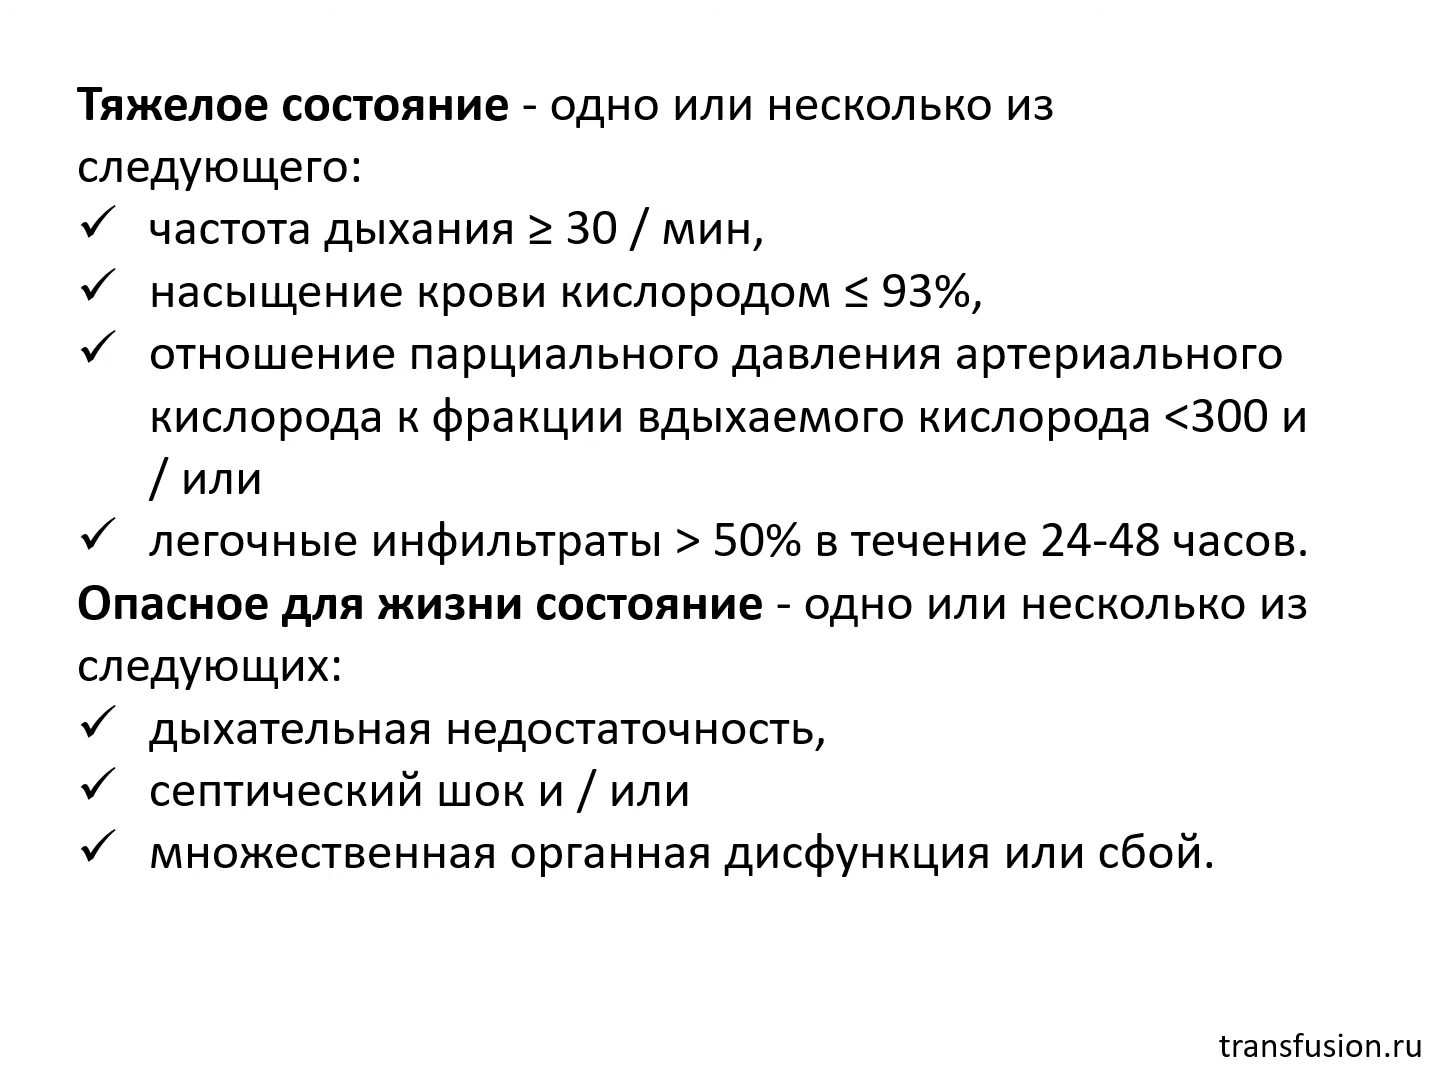 Тяжелое состояние - одно или несколько из
следующего:
✓ частота дыхания ≥ 30 / мин,
✓ насыщение крови кислородом ≤ 93%,
✓ отношение парциального давления артериального
кислорода к фракции вдыхаемого кислорода <300 и
/ или
✓ легочные инфильтраты > 50% в течение 24-48 часов.
Опасное для жизни состояние - одно или несколько из
следующих:
✓ дыхательная недостаточность,
✓ септический шок и / или
✓ множественная органная дисфункция или сбой.
transfusion.ru